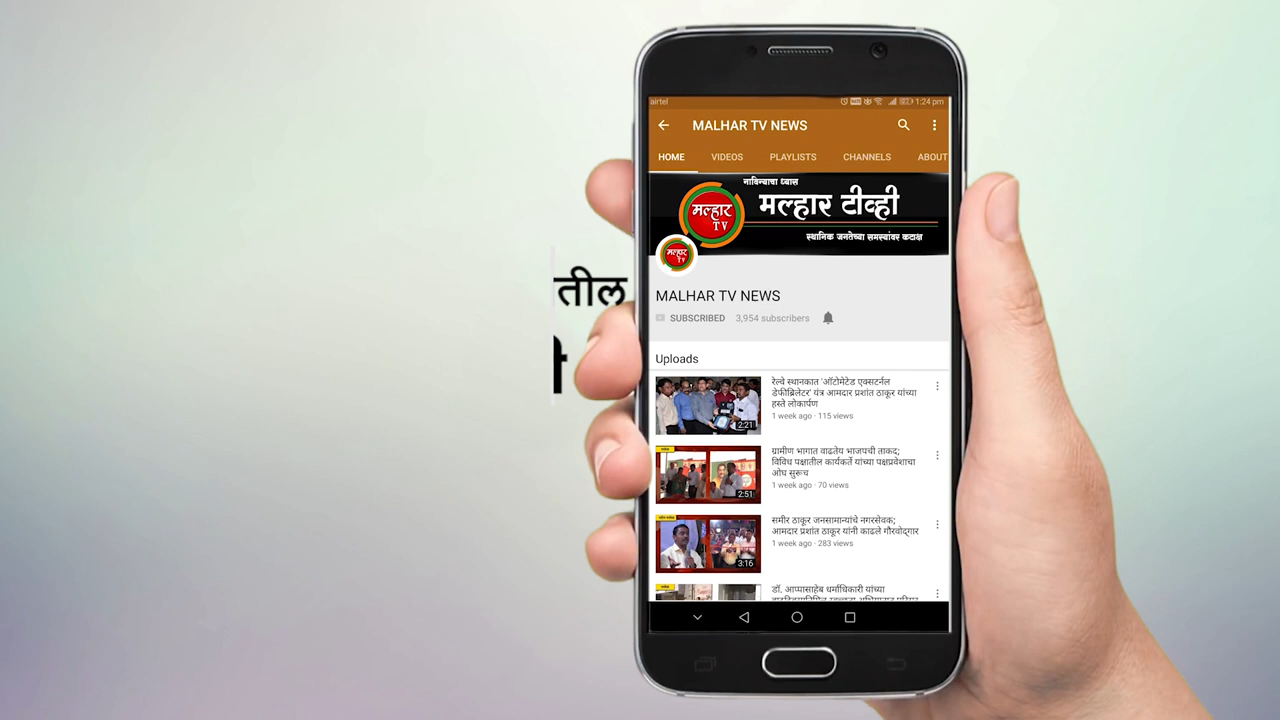 तील
airtel
1:24 pm
MALHAR TV NEWS
HOME VIDEOS PLAYLISTS CHANNELS ABOUT
नाविन्याचा ध्यास
मल्हार टीव्ही
मल्हार
TV
स्थानिक जनतेच्या समस्यांवर कटाक्ष
मल्हार
TV
MALHAR TV NEWS
SUBSCRIBED 3,954 subscribers
Uploads
रेल्वे स्थानकात 'ऑटोमेटेड एक्सटर्नल
डेफीब्रिलेटर' यंत्र आमदार प्रशांत ठाकूर यांच्या
हस्ते लोकार्पण
1 week ago · 115 views
2:21
ग्रामीण भागात वाढतेय भाजपची ताकद;
विविध पक्षातील कार्यकर्ते यांच्या पक्षप्रवेशाचा
ओघ सुरूच
1 week ago · 70 views
2:51
समीर ठाकूर जनसामान्यांचे नगरसेवक;
आमदार प्रशांत ठाकूर यांनी काढले गौरवोद्गार
1 week ago · 283 views
3:16
डॉ. आप्पासाहेब धर्माधिकारी यांच्या